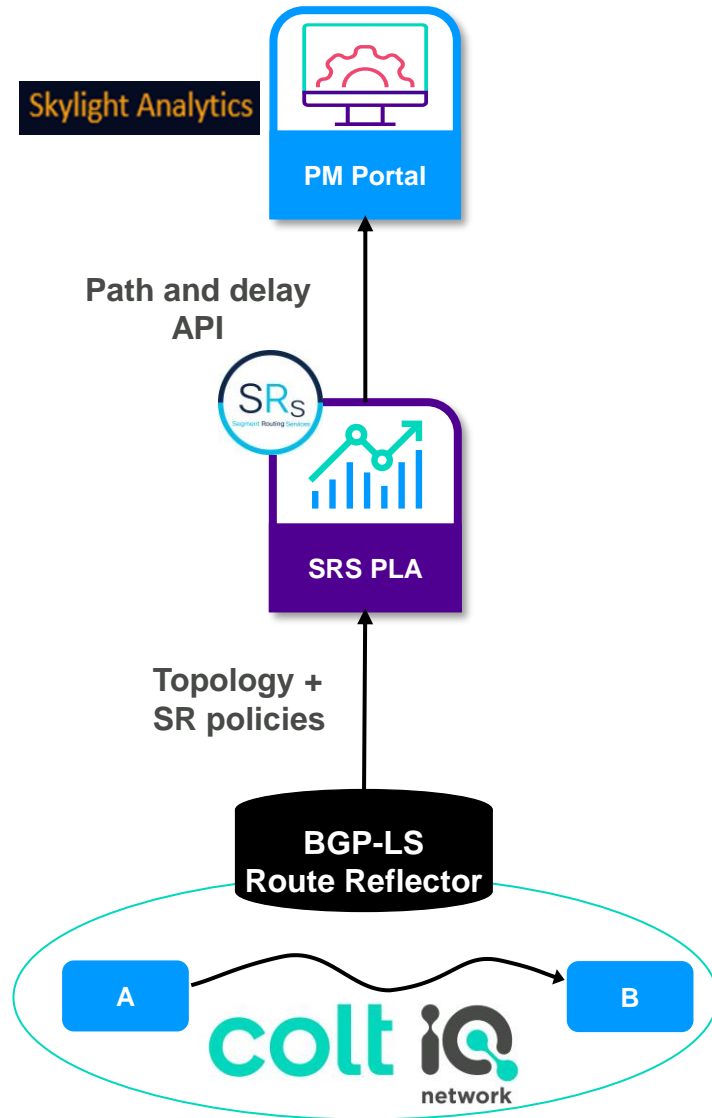 Skylight Analytics
PM Portal
Path and delay
API
SRs
Segment Routing Services
SRS PLA
Topology +
SR policies
BGP-LS
Route Reflector
A
B
colt iQ
network